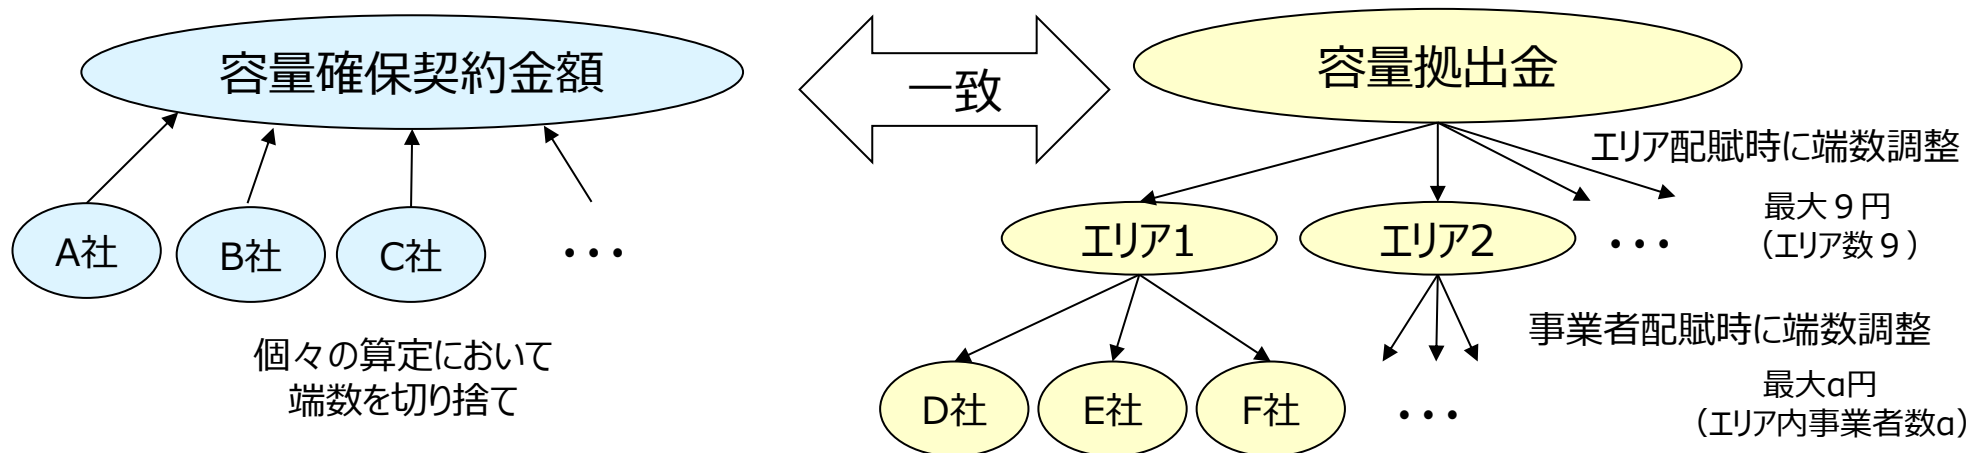 容量確保契約金額
一致
容量拠出金
エリア配賦時に端数調整
最大９円
（エリア数９）
A社
B社
C社
・・・
エリア1
エリア2
・・・
個々の算定において
端数を切り捨て
事業者配賦時に端数調整
最大α円
（エリア内事業者数α）
D社
E社
F社
・・・